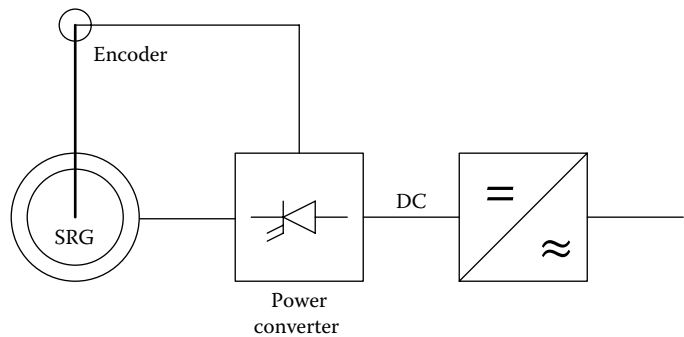 Encoder
SRG
DC
=
≈
Power
converter